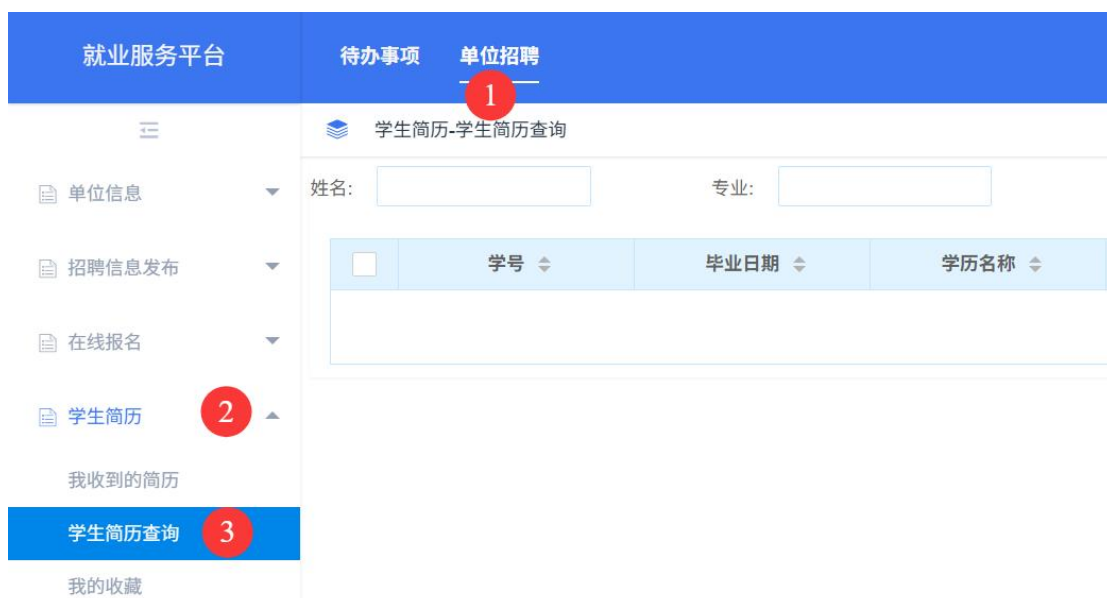 就业服务平台 待办事项 单位招聘
1
学生简历-学生简历查询
单位信息
姓名: 专业:
招聘信息发布
学号 毕业日期 学历名称
在线报名
学生简历 2
我收到的简历
学生简历查询 3
我的收藏